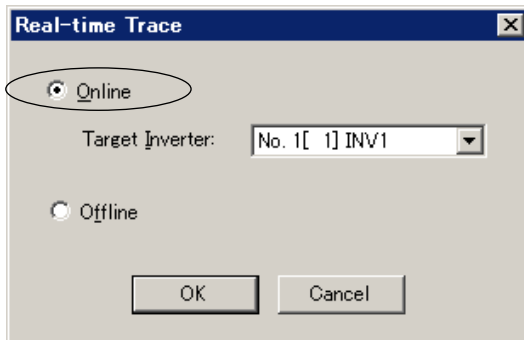 Real-time Trace
Online
Target Inverter: No. 1[ 1] INV1
Offline
OK Cancel